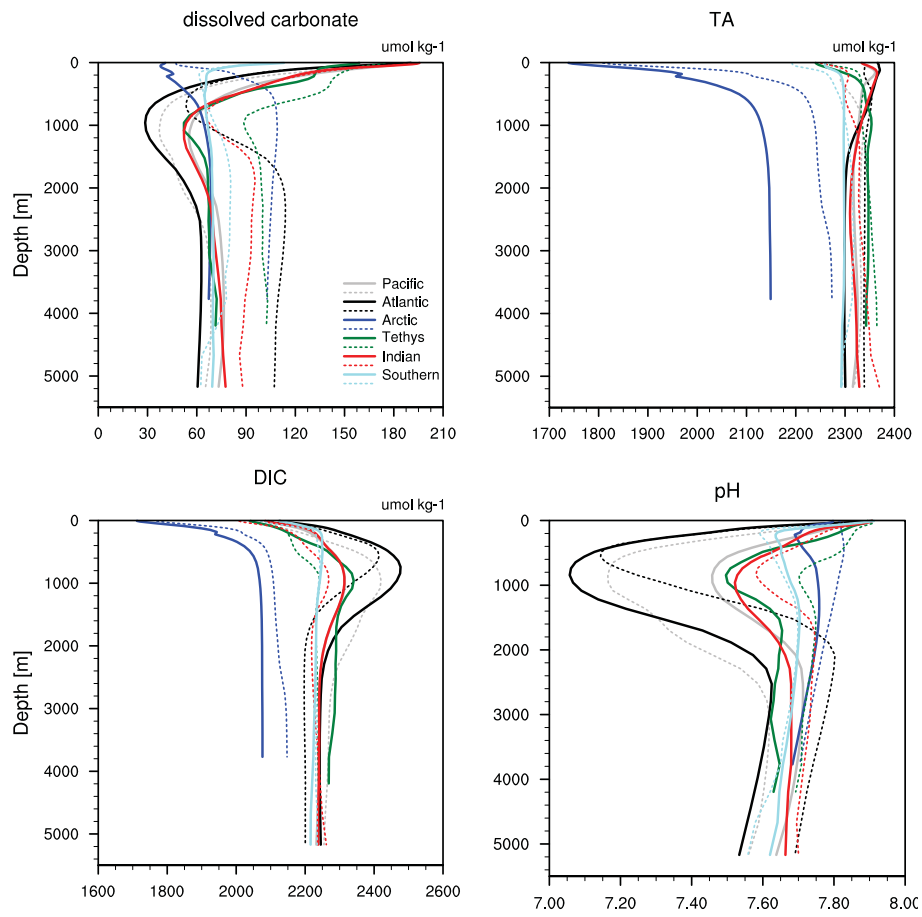 dissolved carbonate
umol kg-1
0
1000
2000
3000
4000
5000
Depth [m]
0 30 60 90 120 150 180 210
Pacific
Atlantic
Arctic
Tethys
Indian
Southern
TA
umol kg-1
0
1000
2000
3000
4000
5000
1700 1800 1900 2000 2100 2200 2300 2400
DIC
umol kg-1
0
1000
2000
3000
4000
5000
Depth [m]
1600 1800 2000 2200 2400 2600
pH
0
1000
2000
3000
4000
5000
7.00 7.20 7.40 7.60 7.80 8.00